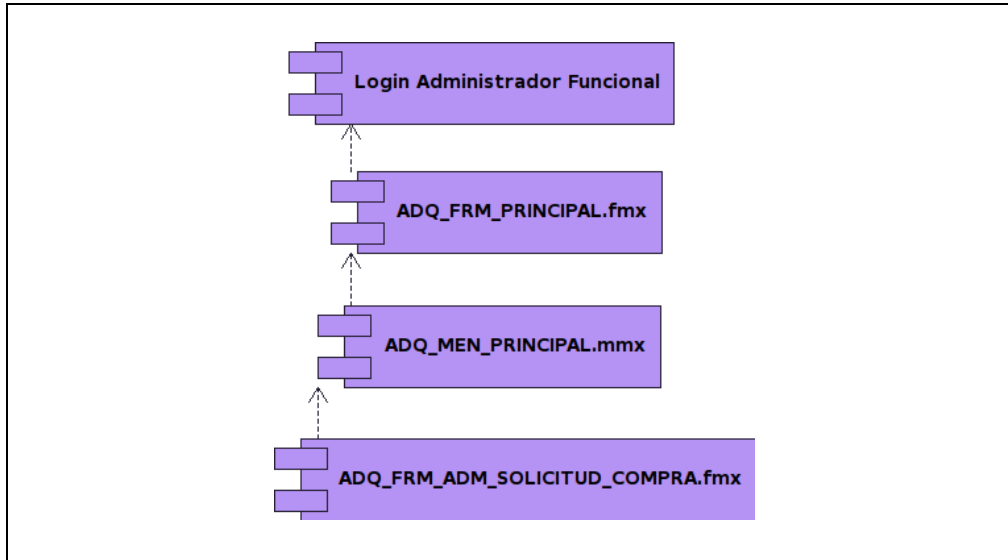 Login Administrador Funcional
ADQ_FRM_PRINCIPAL.fmx
ADQ_MEN_PRINCIPAL.mmx
ADQ_FRM_ADM_SOLICITUD_COMPRA.fmx